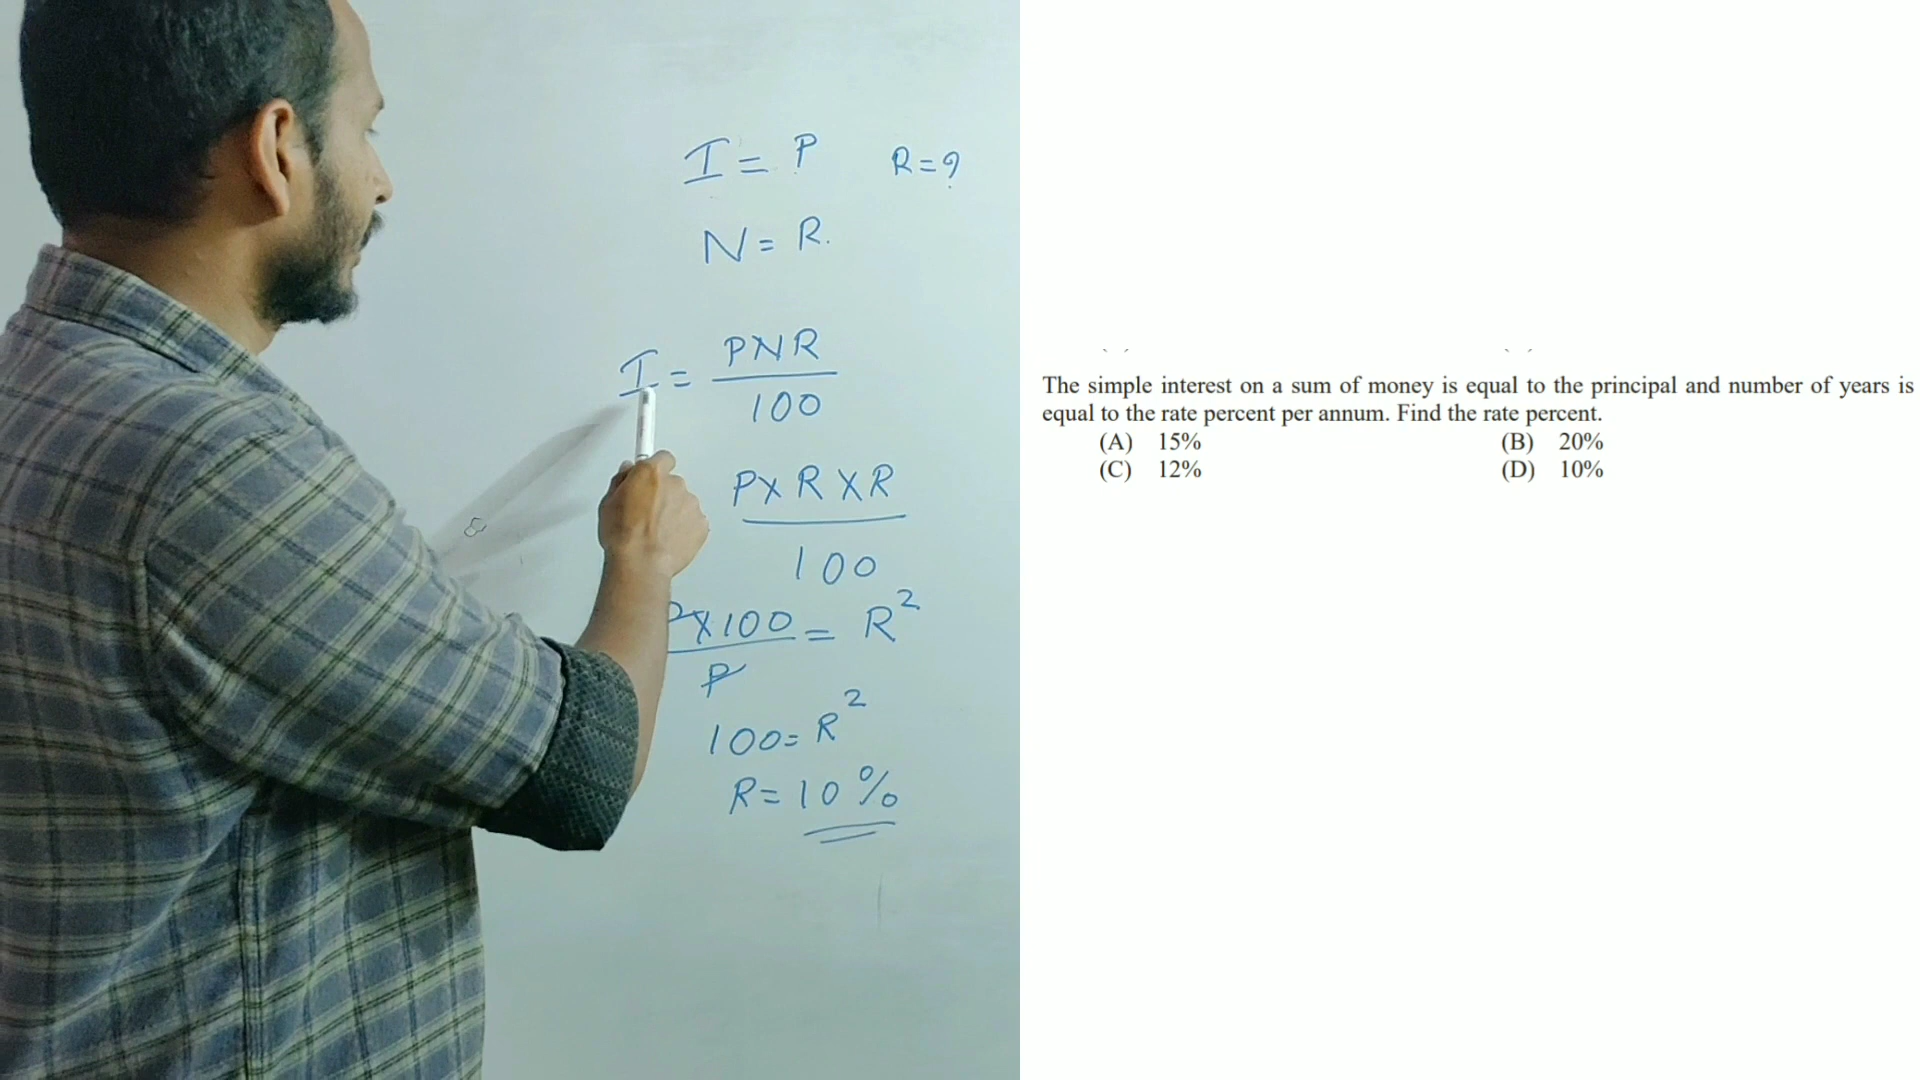 I = P R = ?
N = R.
I = PNR
100
P X R X R
100
X 100 = R²
P
100 = R²
R = 10 %
The simple interest on a sum of money is equal to the principal and number of years is
equal to the rate percent per annum. Find the rate percent.
(A) 15% (B) 20%
(C) 12% (D) 10%